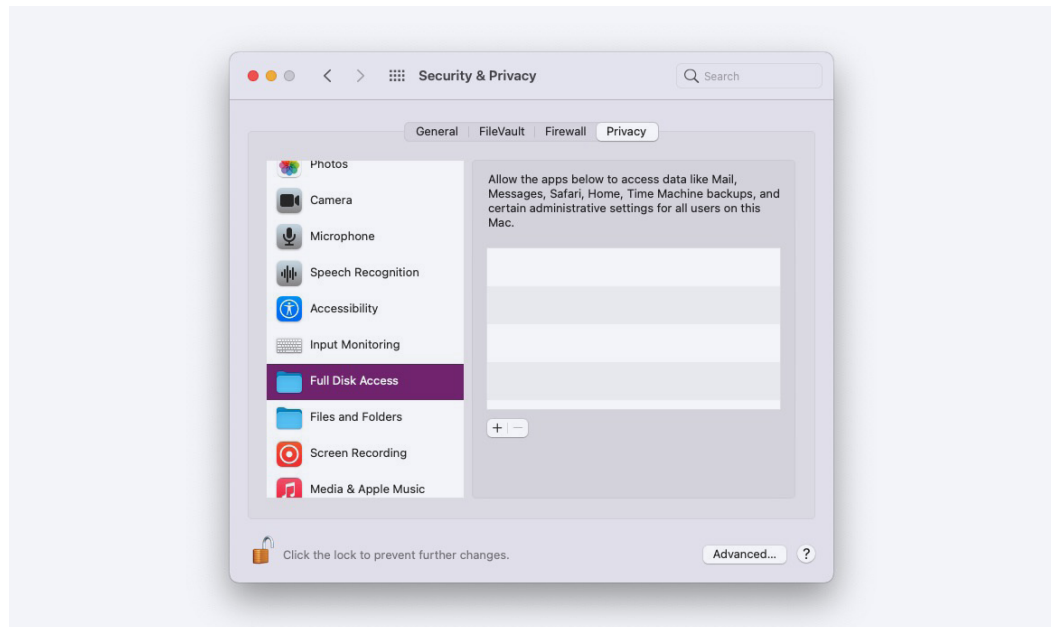 Security & Privacy
Search
General
FileVault
Firewall
Privacy
Photos
Camera
Microphone
Speech Recognition
Accessibility
Input Monitoring
Full Disk Access
Files and Folders
Screen Recording
Media & Apple Music
Allow the apps below to access data like Mail,
Messages, Safari, Home, Time Machine backups, and
certain administrative settings for all users on this
Mac.
Click the lock to prevent further changes.
Advanced...
?